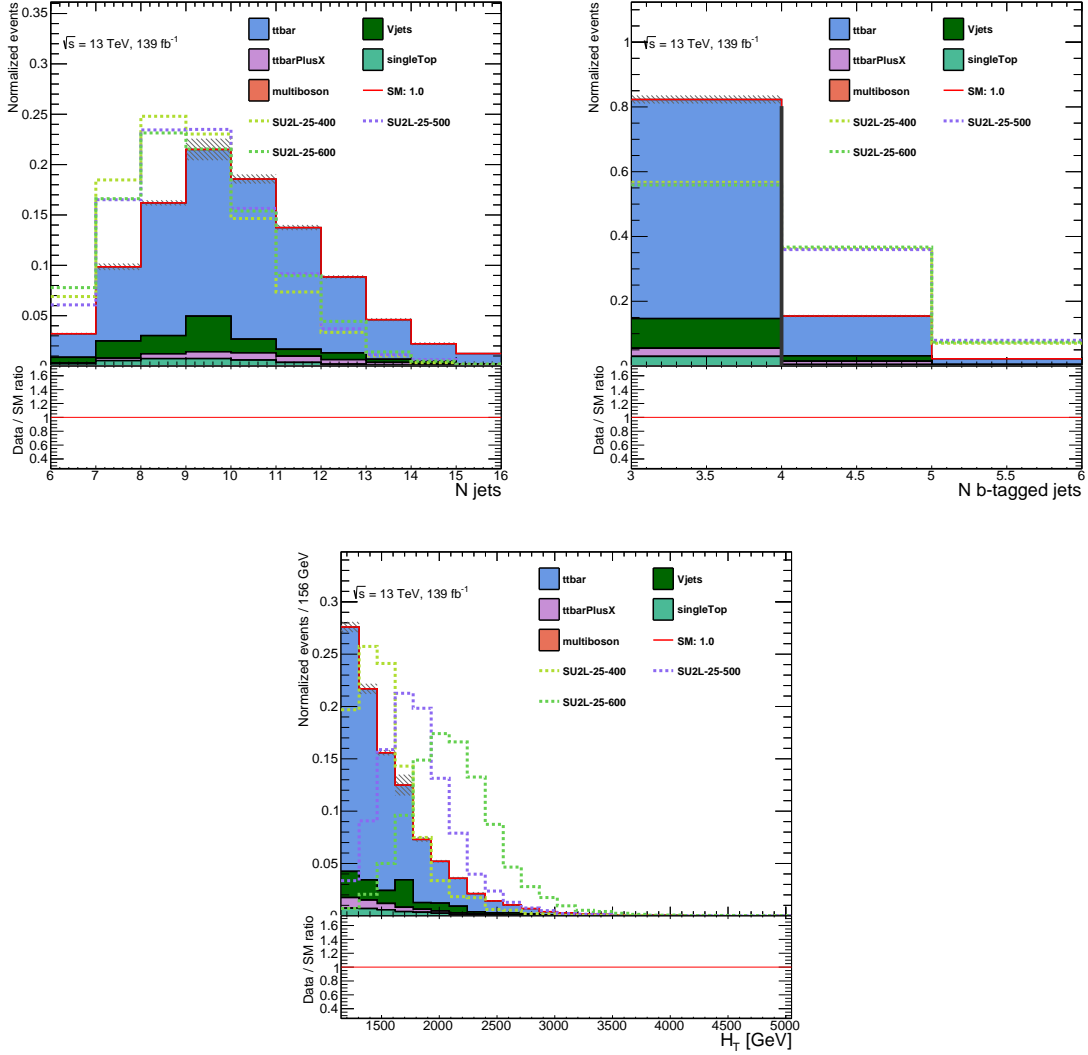 Normalized events
0.35
0.3
0.25
0.2
0.15
0.1
0.05
0
√s = 13 TeV, 139 fb⁻¹
ttbar Vjets
ttbarPlusX singleTop
multiboson SM: 1.0
SU2L-25-400 SU2L-25-500
SU2L-25-600
Data / SM ratio
1.6
1.4
1.2
1
0.8
0.6
0.4
6 7 8 9 10 11 12 13 14 15 16
N jets
Normalized events
1
0.8
0.6
0.4
0.2
0
√s = 13 TeV, 139 fb⁻¹
ttbar Vjets
ttbarPlusX singleTop
multiboson SM: 1.0
SU2L-25-400 SU2L-25-500
SU2L-25-600
Data / SM ratio
1.6
1.4
1.2
1
0.8
0.6
0.4
3 3.5 4 4.5 5 5.5 6
N b-tagged jets
Normalized events / 156 GeV
0.3
0.25
0.2
0.15
0.1
0.05
0
√s = 13 TeV, 139 fb⁻¹
ttbar Vjets
ttbarPlusX singleTop
multiboson SM: 1.0
SU2L-25-400 SU2L-25-500
SU2L-25-600
Data / SM ratio
1.6
1.4
1.2
1
0.8
0.6
0.4
1500 2000 2500 3000 3500 4000 4500 5000
H_T [GeV]